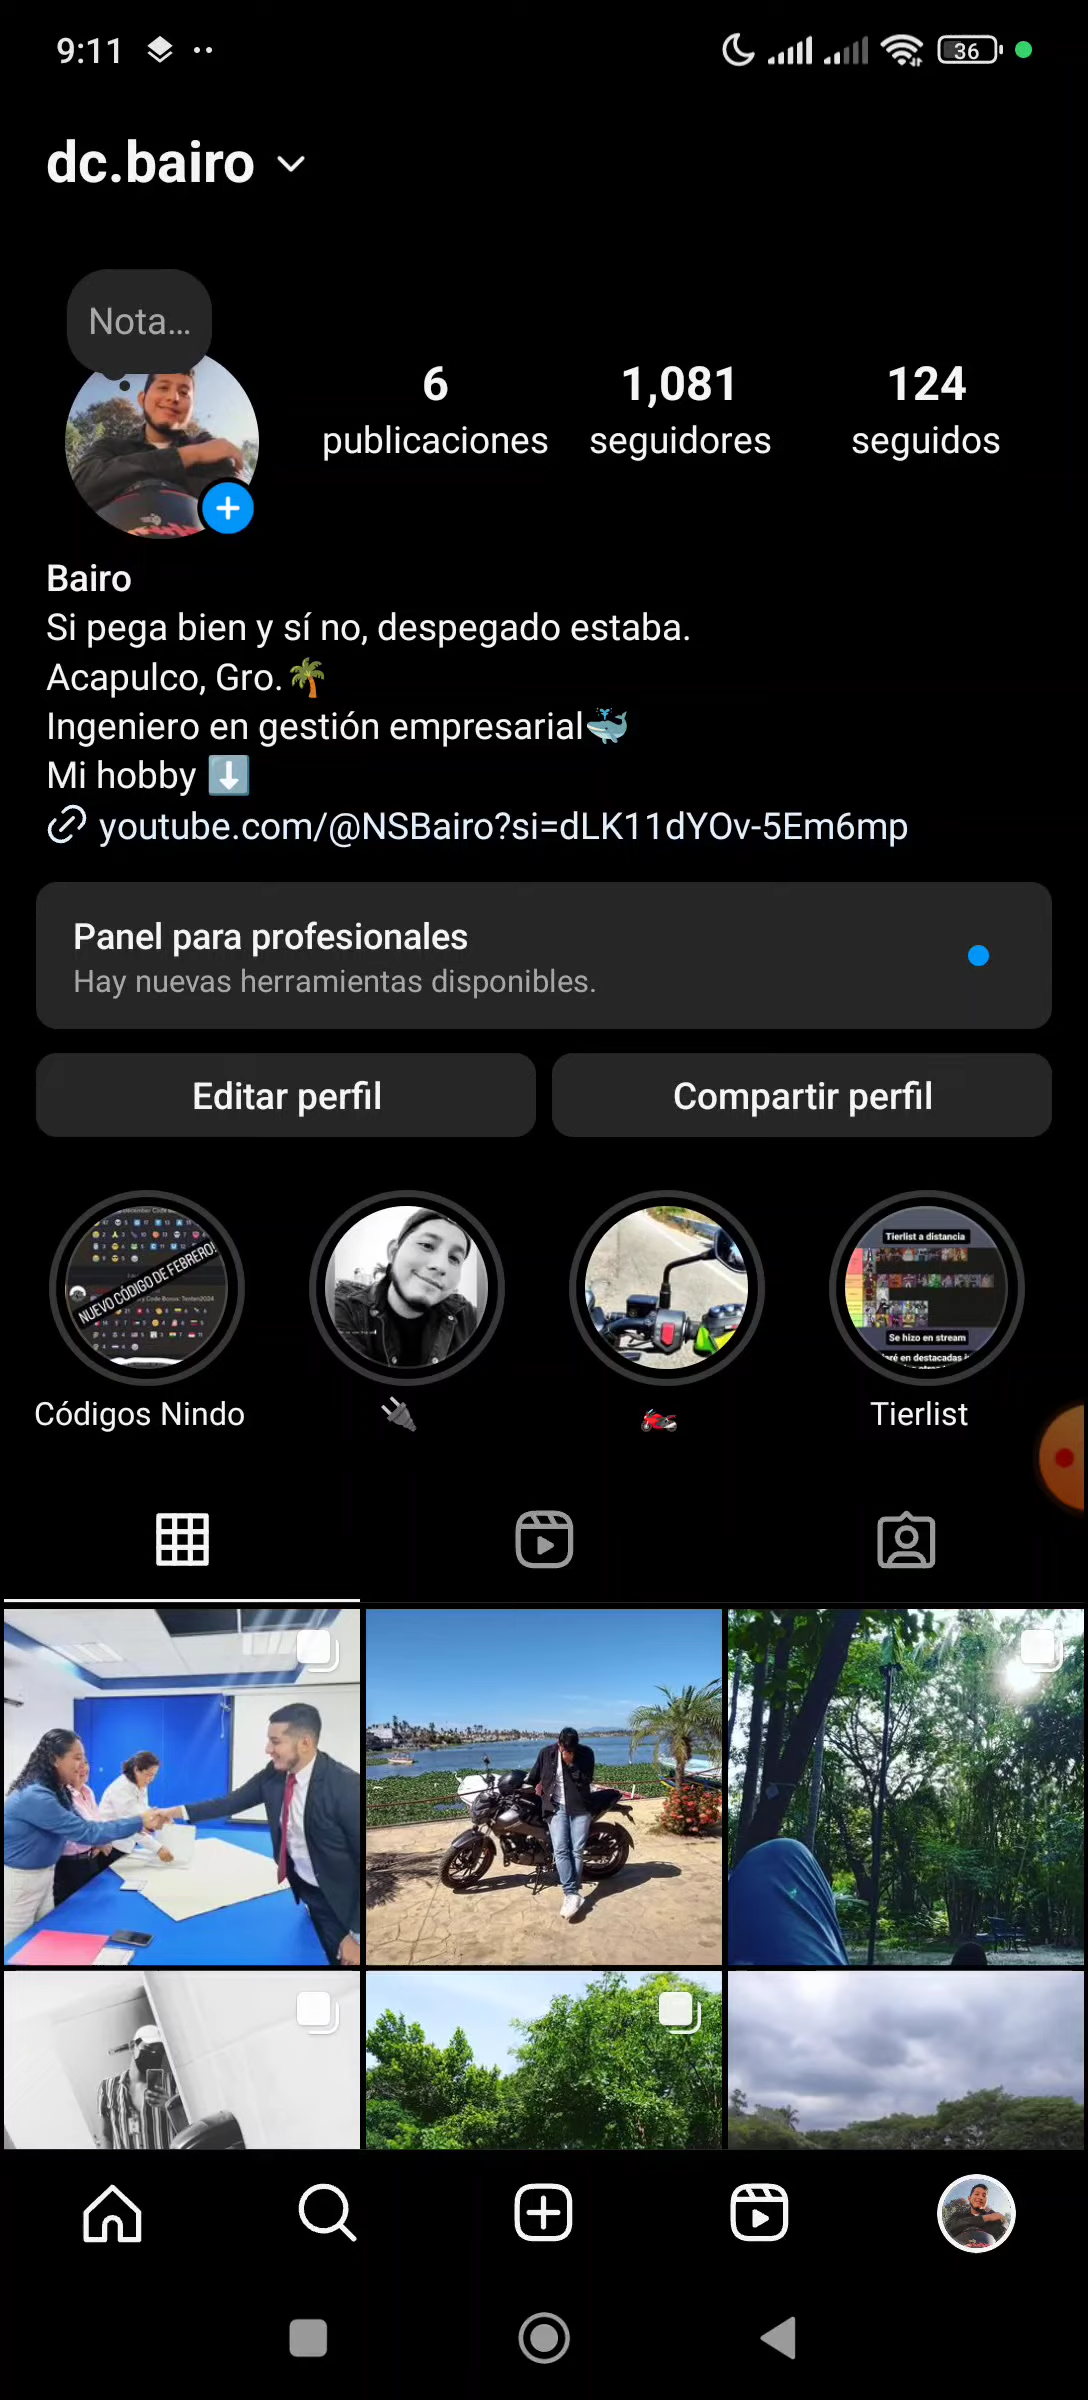 9:11
36
dc.bairo
Nota...
6
publicaciones
1,081
seguidores
124
seguidos
Bairo
Si pega bien y sí no, despegado estaba.
Acapulco, Gro.🌴
Ingeniero en gestión empresarial🐳
Mi hobby ⬇️
youtube.com/@NSBairo?si=dLK11dYOv-5Em6mp
Panel para profesionales
Hay nuevas herramientas disponibles.
Editar perfil
Compartir perfil
NUEVO CÓDIGO DE FEBRERO!
Tierlist a distancia
Se hizo en stream
Códigos Nindo
🔌
🏍️
Tierlist